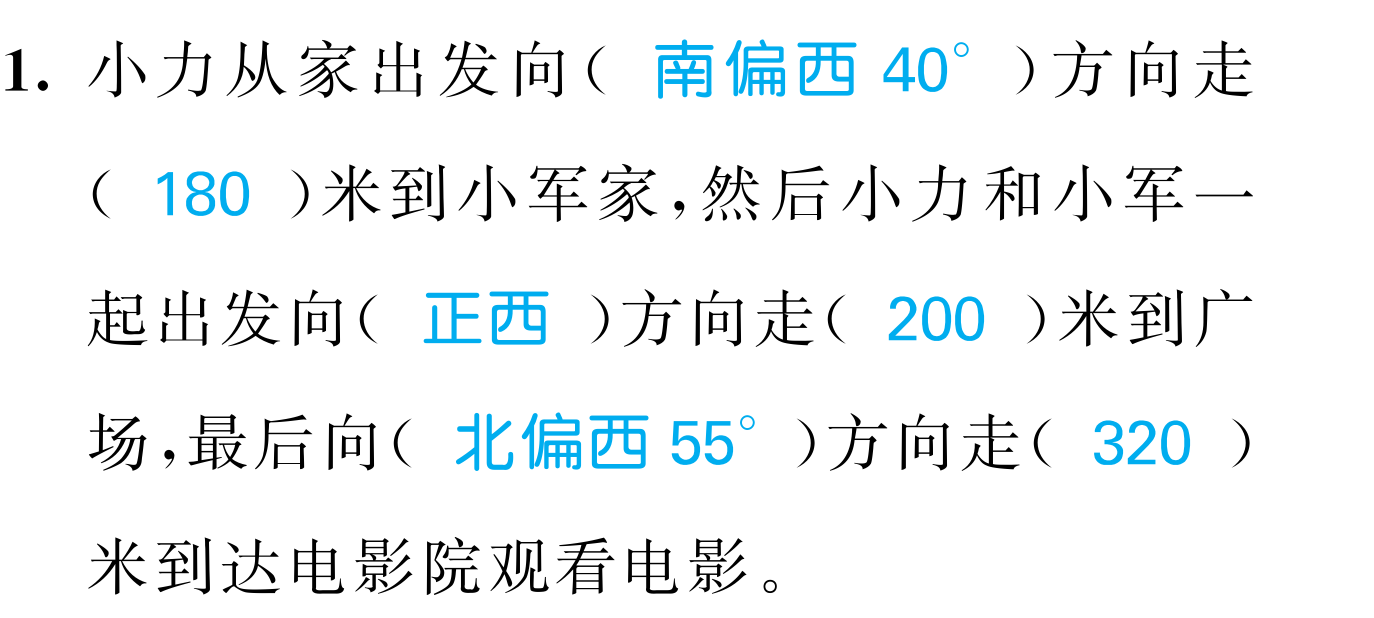 1. 小力从家出发向( 南偏西 40° )方向走
( 180 )米到小军家,然后小力和小军一
起出发向( 正西 )方向走( 200 )米到广
场,最后向( 北偏西 55° )方向走( 320 )
米到达电影院观看电影。